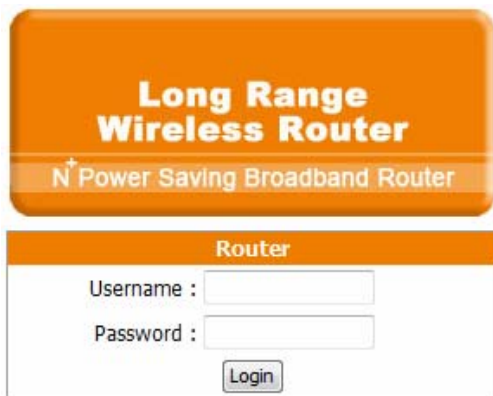 Long Range
Wireless Router
N+ Power Saving Broadband Router
Router
Username :
Password :
Login